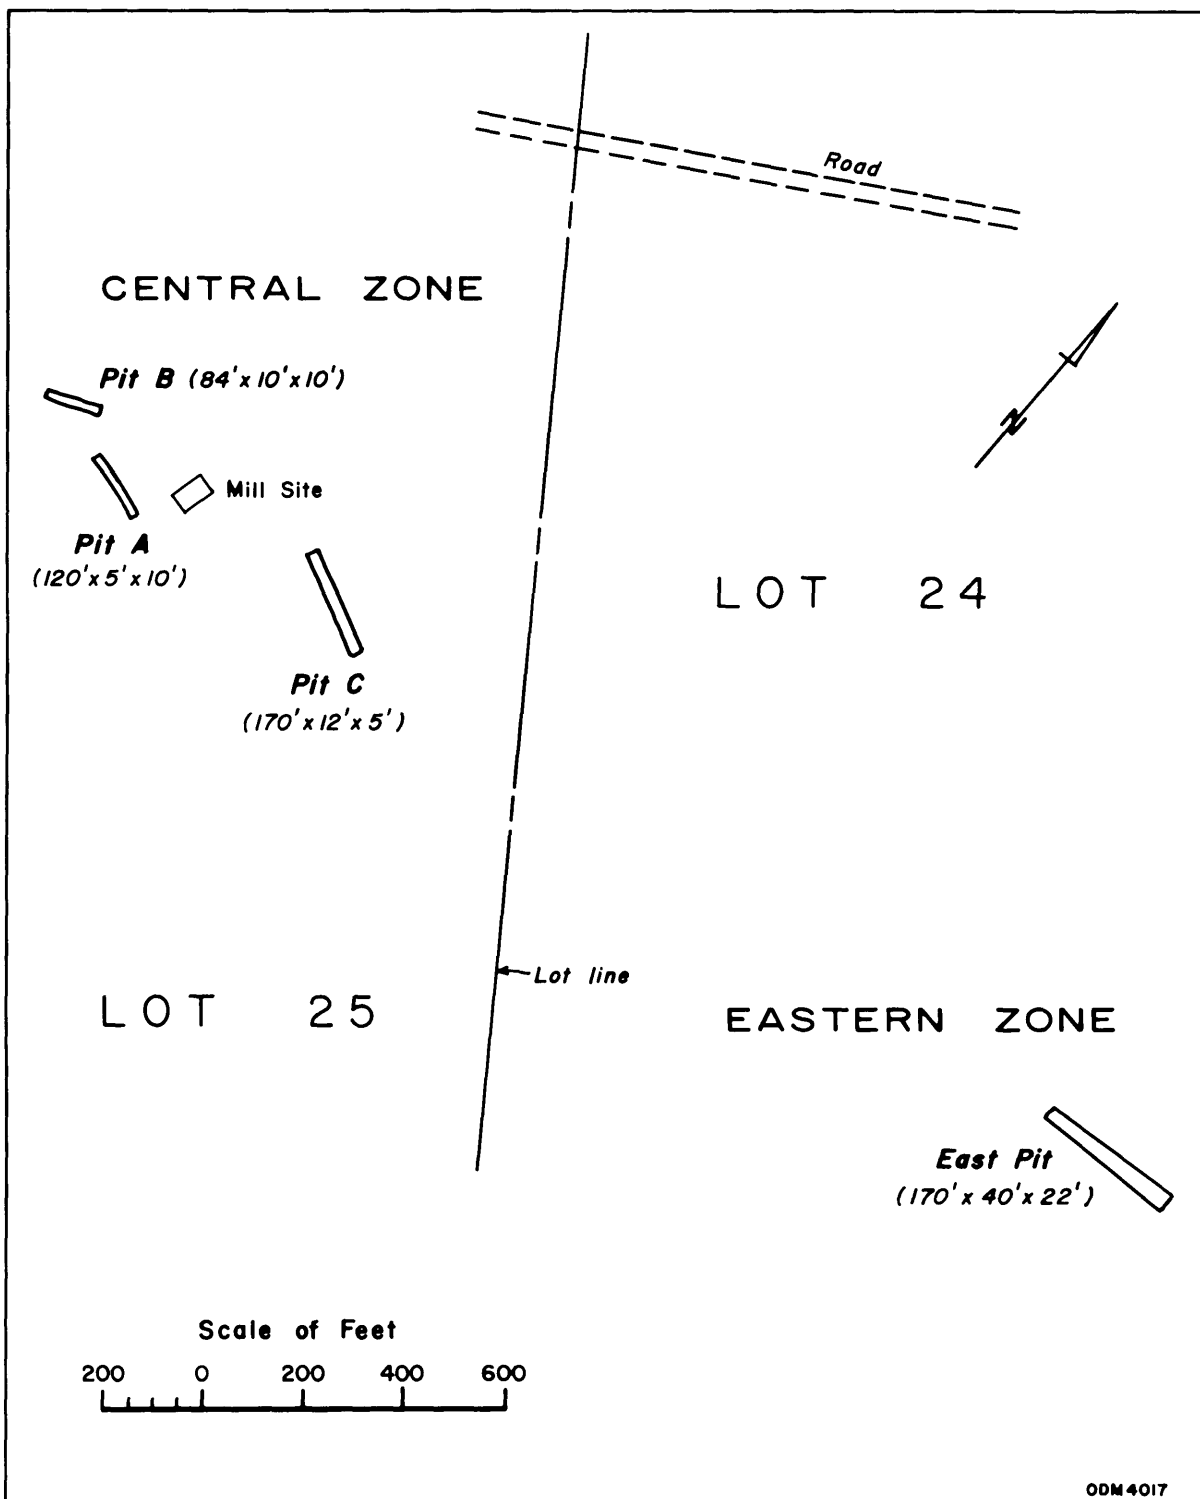 Road
CENTRAL ZONE
Pit B (84'x10'x10')
Mill Site
Pit A
(120'x5'x10')
N
LOT 24
Pit C
(170'x12'x5')
Lot line
LOT 25
EASTERN ZONE
East Pit
(170'x40'x22')
Scale of Feet
200 0 200 400 600
ODM4017